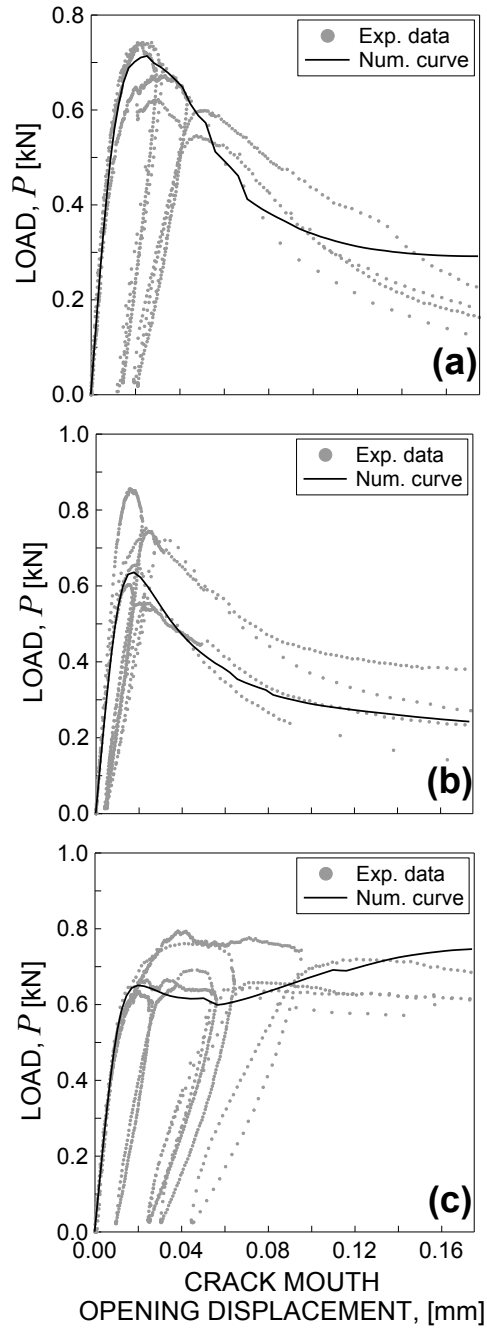 0.8
Exp. data
Num. curve
0.6
LOAD, P [kN]
0.4
0.2
(a)
0.0
1.0
Exp. data
Num. curve
0.8
LOAD, P [kN]
0.6
0.4
0.2
(b)
0.0
1.0
Exp. data
Num. curve
0.8
LOAD, P [kN]
0.6
0.4
0.2
(c)
0.0
0.00 0.04 0.08 0.12 0.16
CRACK MOUTH
OPENING DISPLACEMENT, [mm]